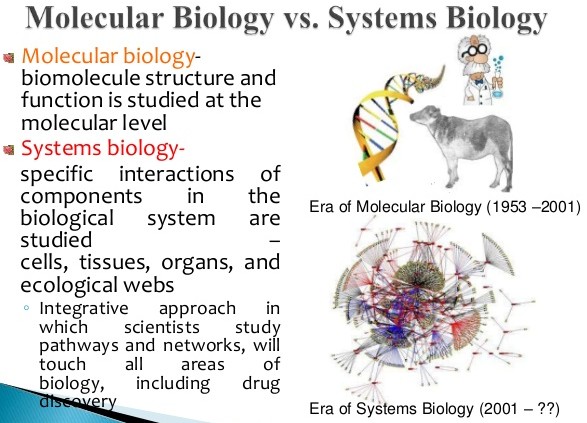 Molecular Biology vs. Systems Biology
Molecular biology-
biomolecule structure and
function is studied at the
molecular level
Systems biology-
specific interactions of
components in the
biological system are
studied –
cells, tissues, organs, and
ecological webs
Integrative approach in
which scientists study
pathways and networks, will
touch all areas of
biology, including drug
discovery
Era of Molecular Biology (1953 –2001)
Era of Systems Biology (2001 – ??)